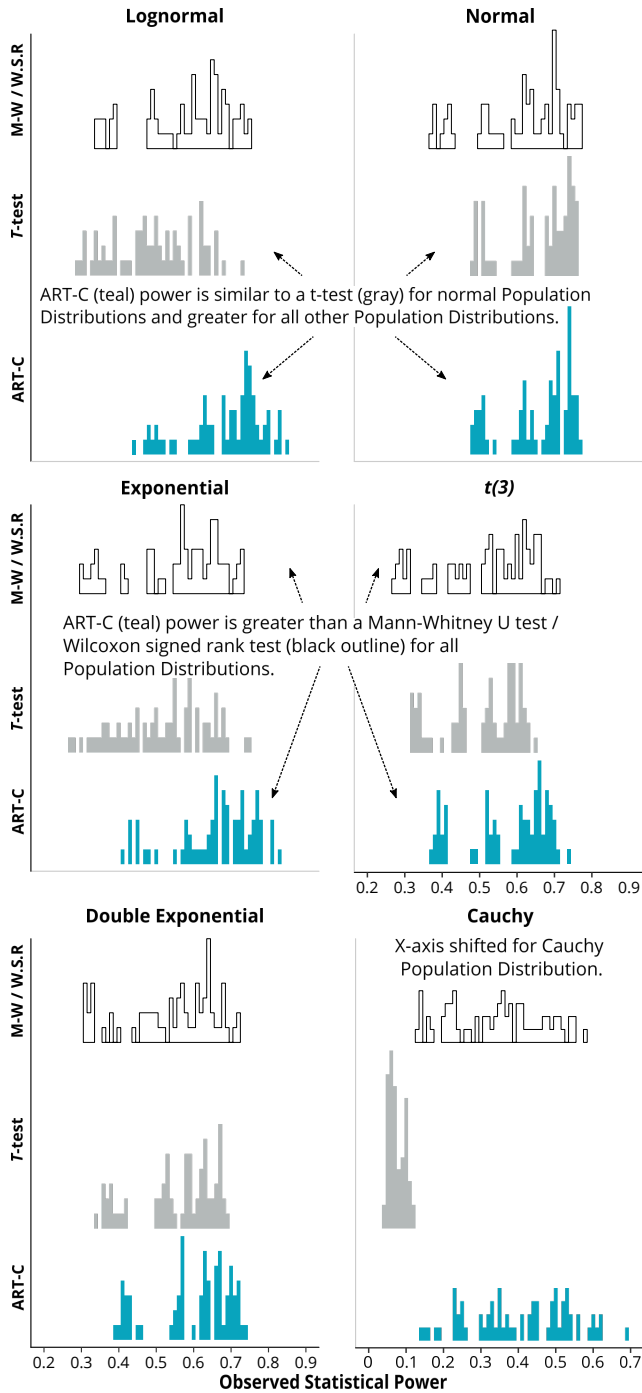 Lognormal
Normal
M-W / W.S.R
T-test
ART-C (teal) power is similar to a t-test (gray) for normal Population
Distributions and greater for all other Population Distributions.
ART-C
Exponential
t(3)
M-W / W.S.R
ART-C (teal) power is greater than a Mann-Whitney U test /
Wilcoxon signed rank test (black outline) for all
Population Distributions.
T-test
ART-C
0.2 0.3 0.4 0.5 0.6 0.7 0.8 0.9
Double Exponential
Cauchy
X-axis shifted for Cauchy
Population Distribution.
M-W / W.S.R
T-test
ART-C
0.2 0.3 0.4 0.5 0.6 0.7 0.8 0.9
0 0.1 0.2 0.3 0.4 0.5 0.6 0.7
Observed Statistical Power